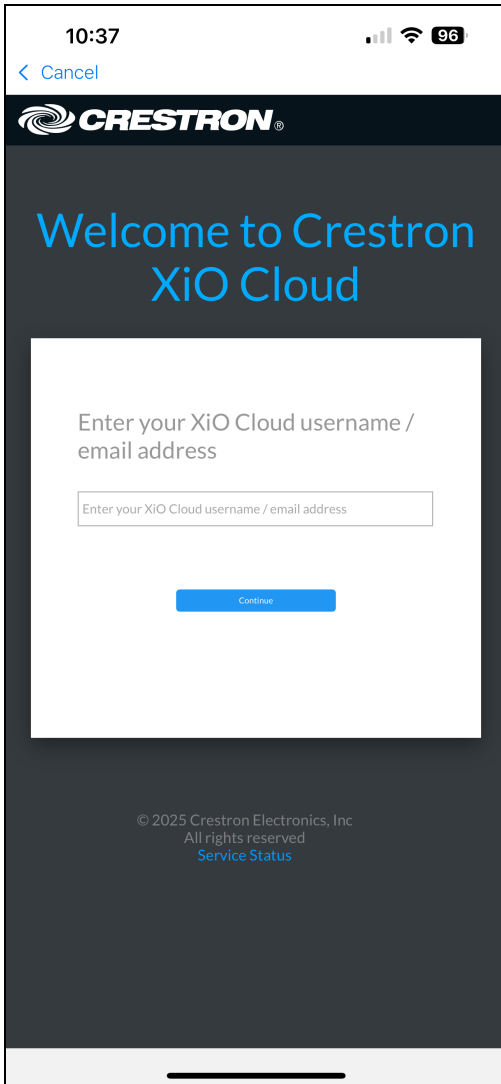 10:37
96
Cancel
CRESTRON®
Welcome to Crestron
XiO Cloud
Enter your XiO Cloud username /
email address
Enter your XiO Cloud username / email address
Continue
© 2025 Crestron Electronics, Inc
All rights reserved
Service Status